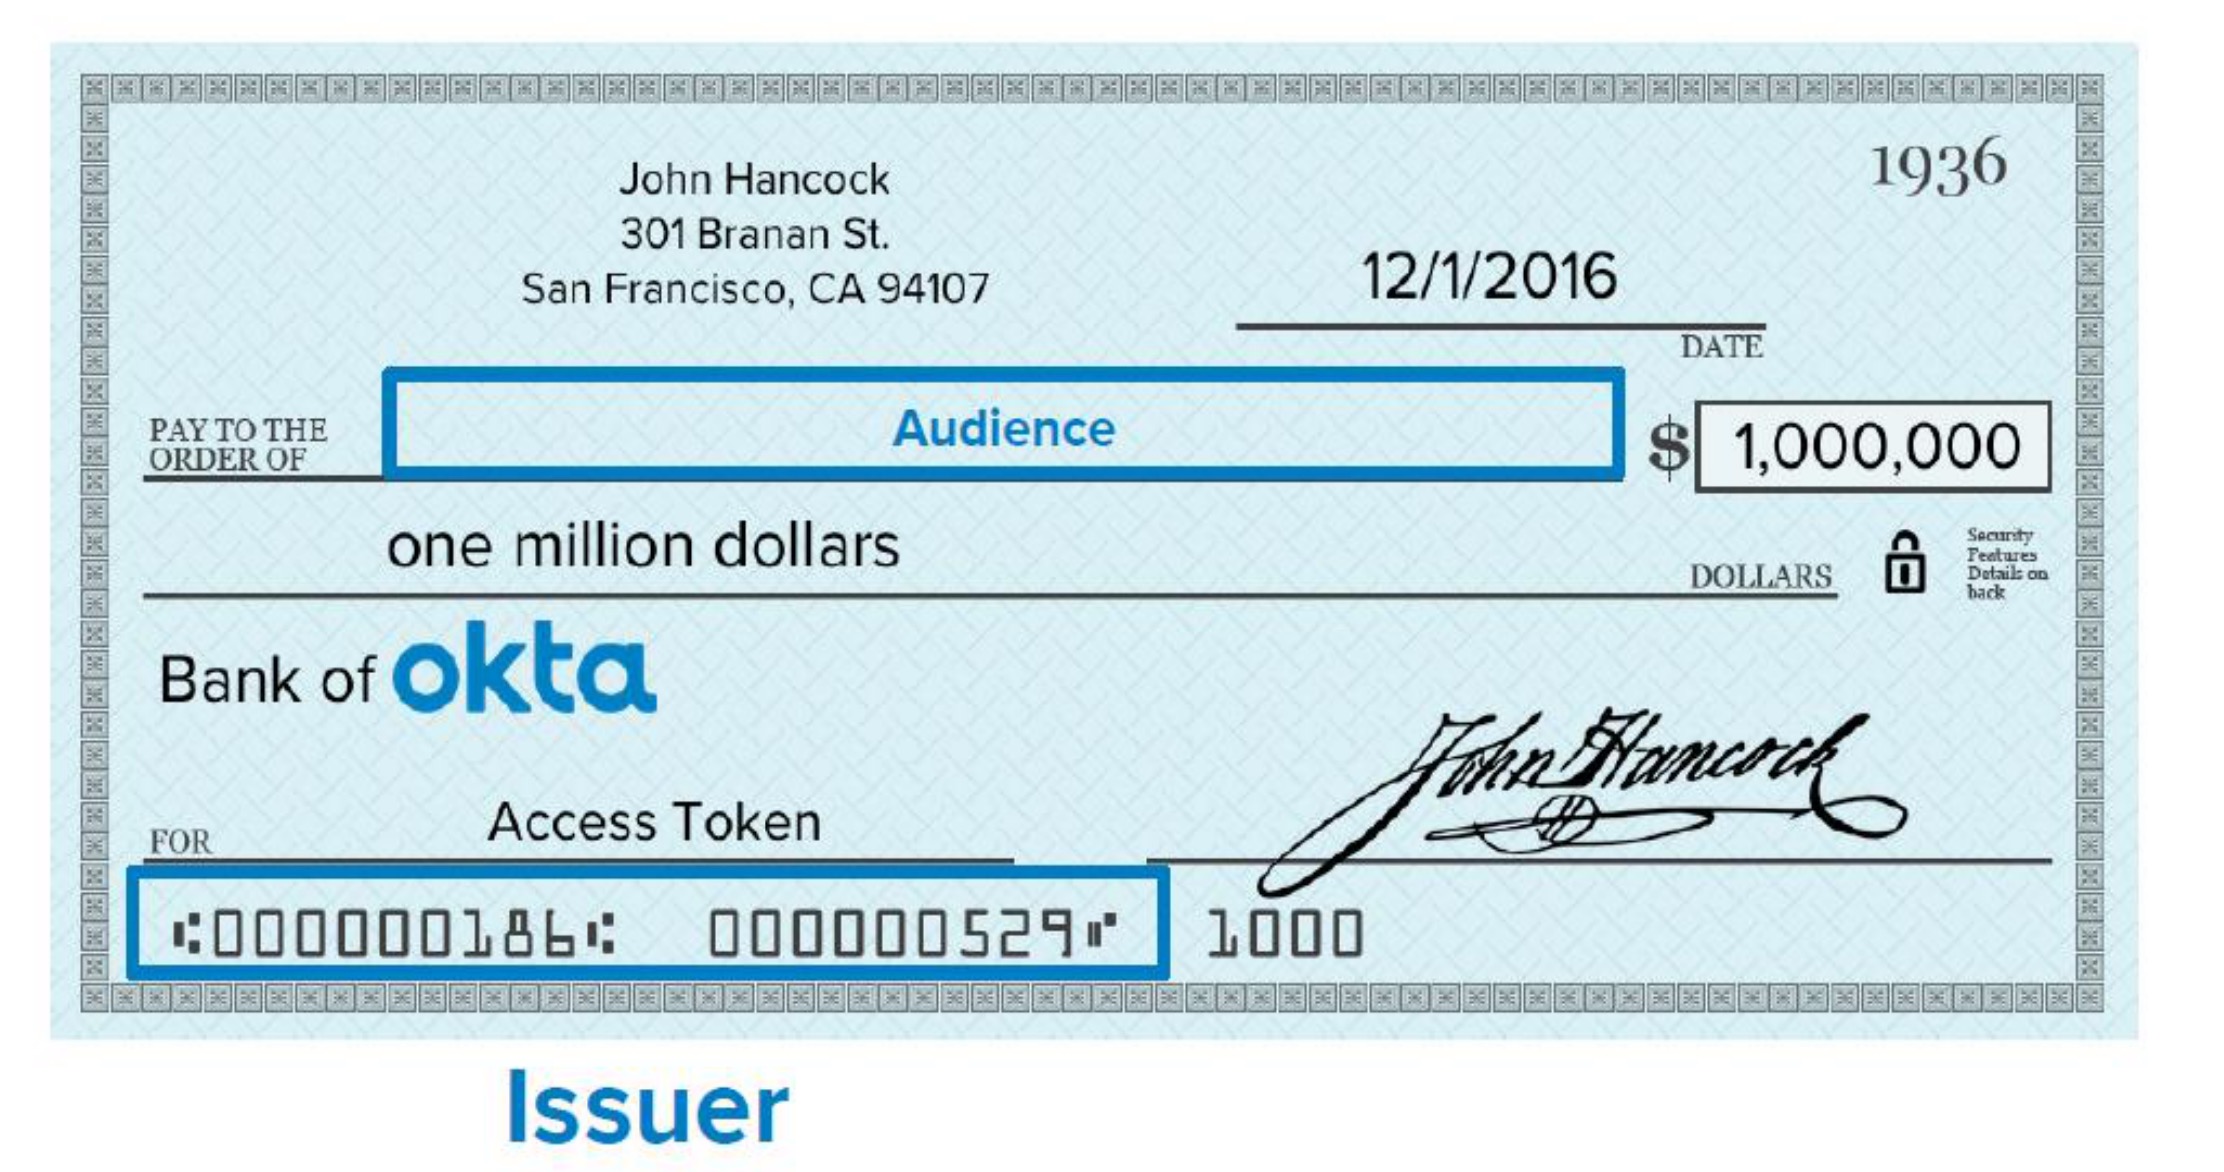 1936
John Hancock
301 Branan St.
San Francisco, CA 94107
12/1/2016
DATE
PAY TO THE
ORDER OF
Audience
$ 1,000,000
one million dollars
DOLLARS
Security
Features
Details on
back
Bank of okta
FOR
Access Token
John Hancock
⑆000000186⑆ 000000529⑈ 1000
Issuer